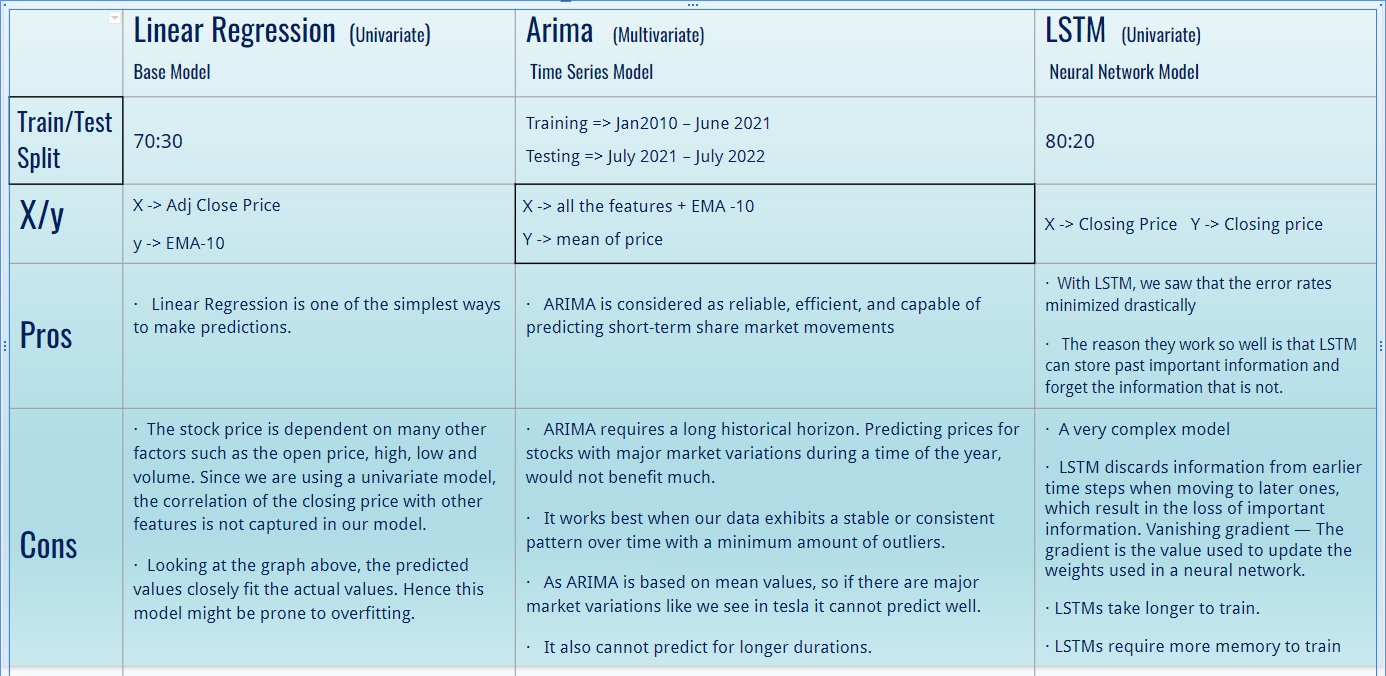 Linear Regression (Univariate)
Base Model
Arima (Multivariate)
Time Series Model
LSTM (Univariate)
Neural Network Model
Train/Test
Split
70:30
Training => Jan2010 – June 2021
Testing => July 2021 – July 2022
80:20
X/y
X -> Adj Close Price
y -> EMA-10
X -> all the features + EMA -10
Y -> mean of price
X -> Closing Price Y -> Closing price
Pros
· Linear Regression is one of the simplest ways
to make predictions.
· ARIMA is considered as reliable, efficient, and capable of
predicting short-term share market movements
· With LSTM, we saw that the error rates
minimized drastically
· The reason they work so well is that LSTM
can store past important information and
forget the information that is not.
Cons
· The stock price is dependent on many other
factors such as the open price, high, low and
volume. Since we are using a univariate model,
the correlation of the closing price with other
features is not captured in our model.
· Looking at the graph above, the predicted
values closely fit the actual values. Hence this
model might be prone to overfitting.
· ARIMA requires a long historical horizon. Predicting prices for
stocks with major market variations during a time of the year,
would not benefit much.
· It works best when our data exhibits a stable or consistent
pattern over time with a minimum amount of outliers.
· As ARIMA is based on mean values, so if there are major
market variations like we see in tesla it cannot predict well.
· It also cannot predict for longer durations.
· A very complex model
· LSTM discards information from earlier
time steps when moving to later ones,
which result in the loss of important
information. Vanishing gradient — The
gradient is the value used to update the
weights used in a neural network.
· LSTMs take longer to train.
· LSTMs require more memory to train